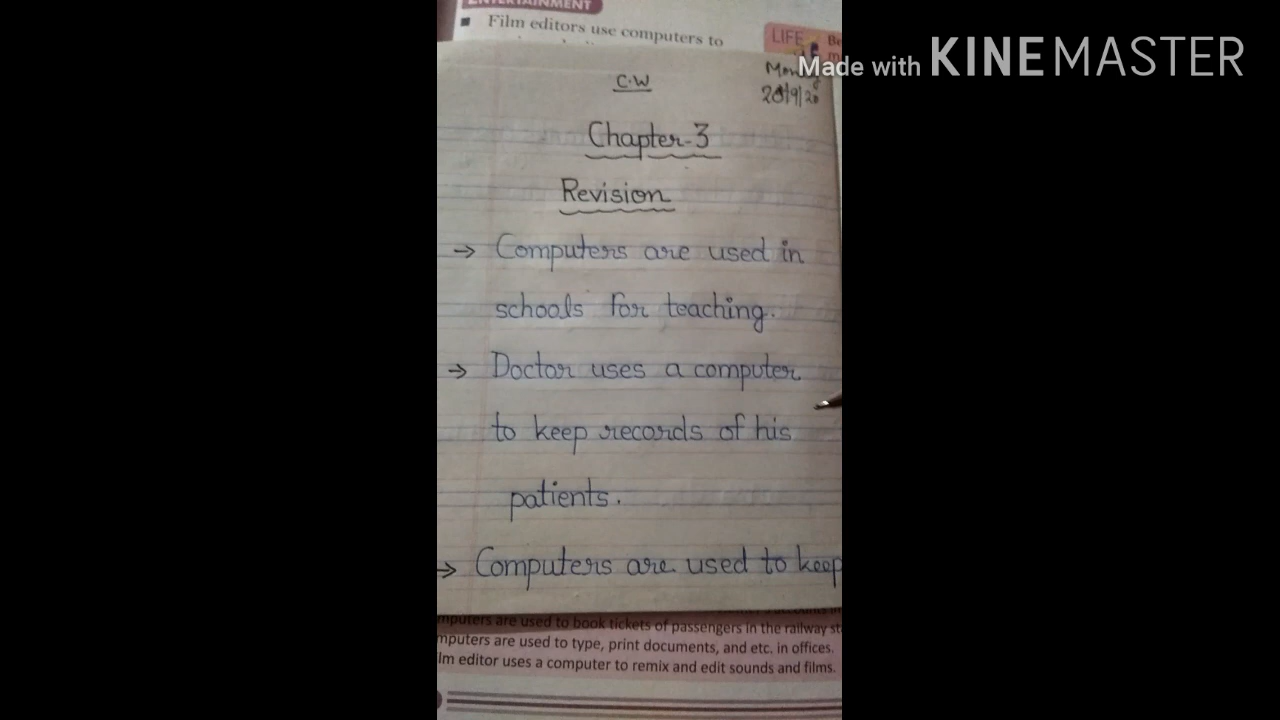 ENTERTAINMENT
▪ Film editors use computers to
LIFE
Be
Made with KINEMASTER
C.W
Chapter-3
Revision
→ Computers are used in
schools for teaching.
→ Doctor uses a computer
to keep records of his
patients.
→ Computers are used to keep
mputers are used to book tickets of passengers in the railway st
mputers are used to type, print documents, and etc. in offices.
lm editor uses a computer to remix and edit sounds and films.